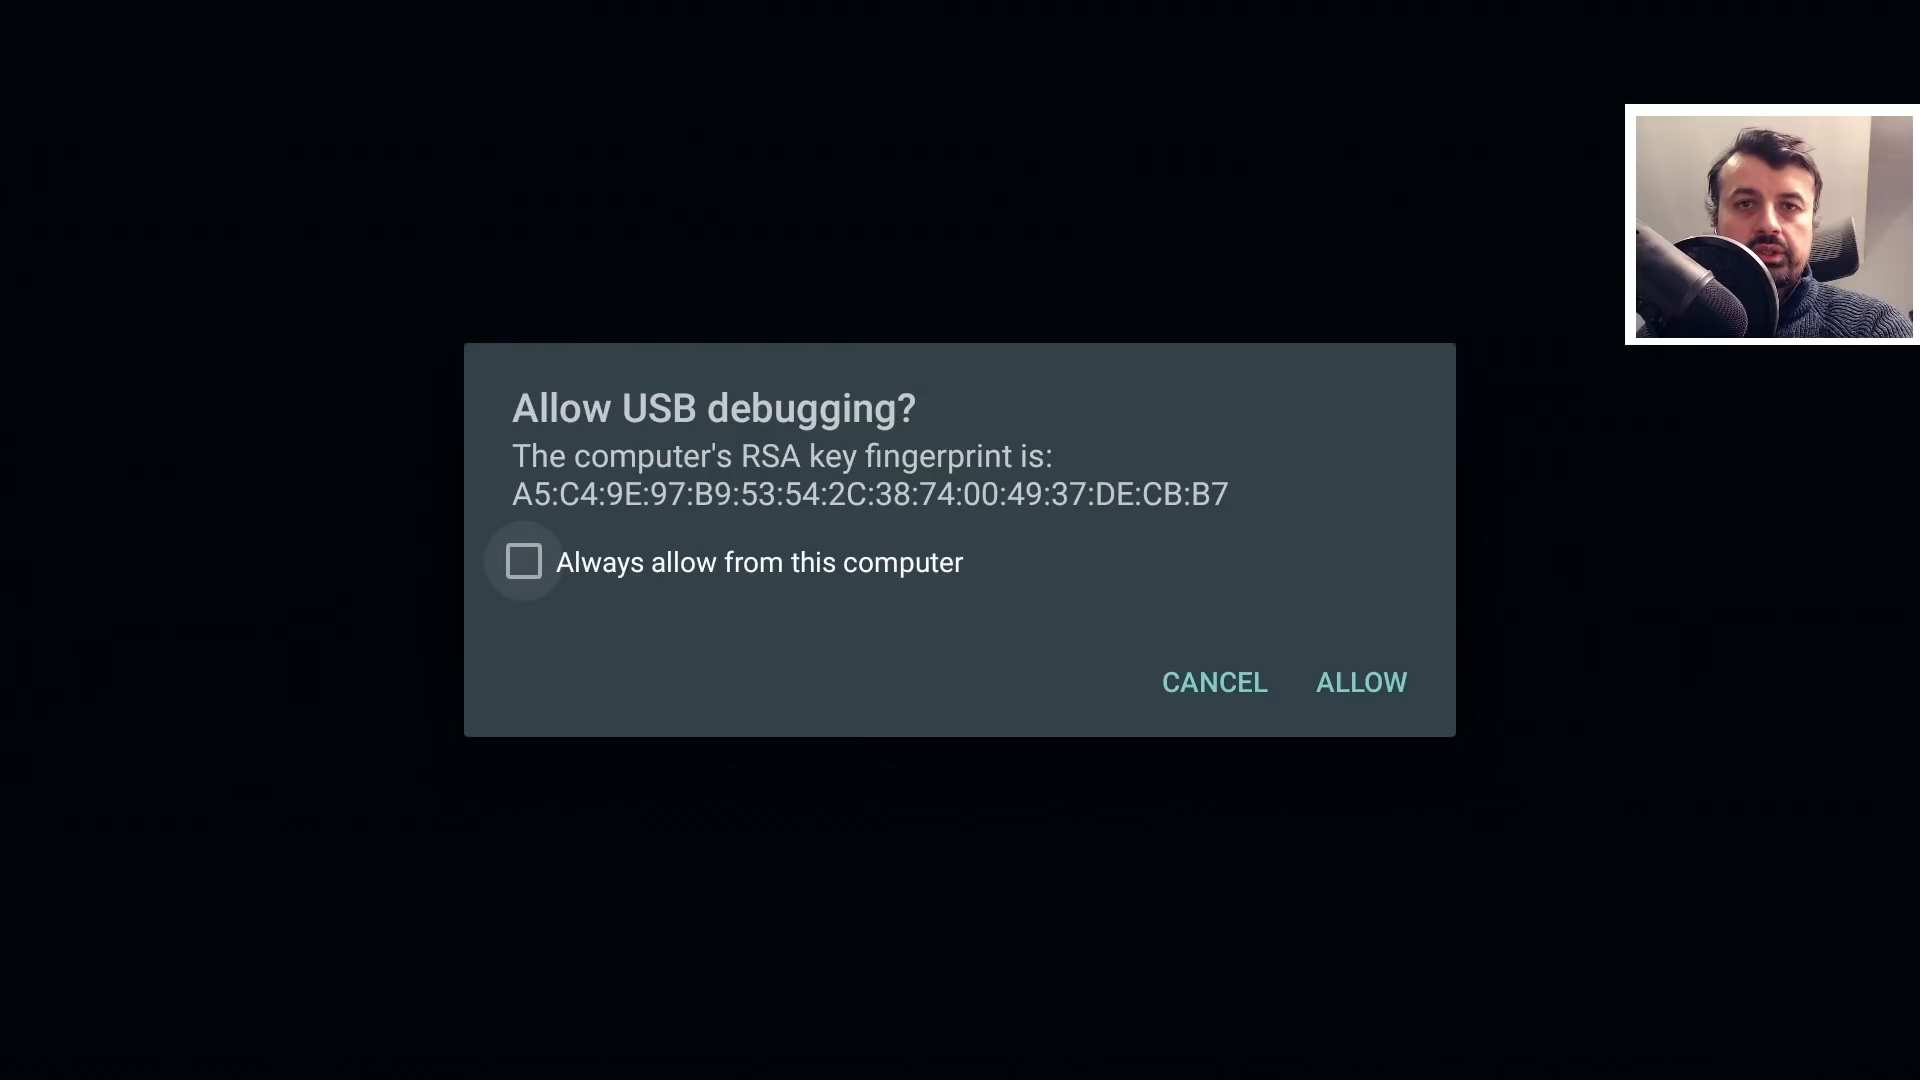 Allow USB debugging?
The computer's RSA key fingerprint is:
A5:C4:9E:97:B9:53:54:2C:38:74:00:49:37:DE:CB:B7
Always allow from this computer
CANCEL ALLOW